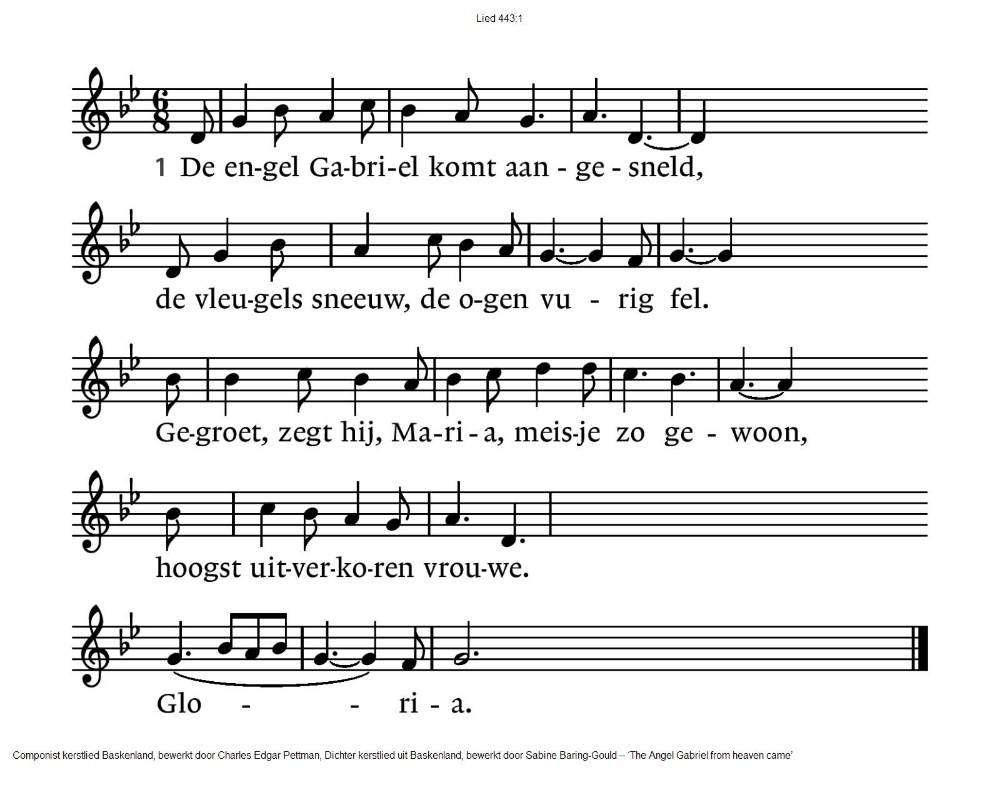 Lied 443:1
6
8
1 De en-gel Ga-bri-el komt aan - ge - sneld,
de vleu-gels sneeuw, de o-gen vu - rig fel.
Ge-groet, zegt hij, Ma-ri-a, meis-je zo ge - woon,
hoogst uit-ver-ko-ren vrou-we.
Glo - - ri - a.
Componist kerstlied Baskenland, bewerkt door Charles Edgar Pettman, Dichter kerstlied uit Baskenland, bewerkt door Sabine Baring-Gould – 'The Angel Gabriel from heaven came'